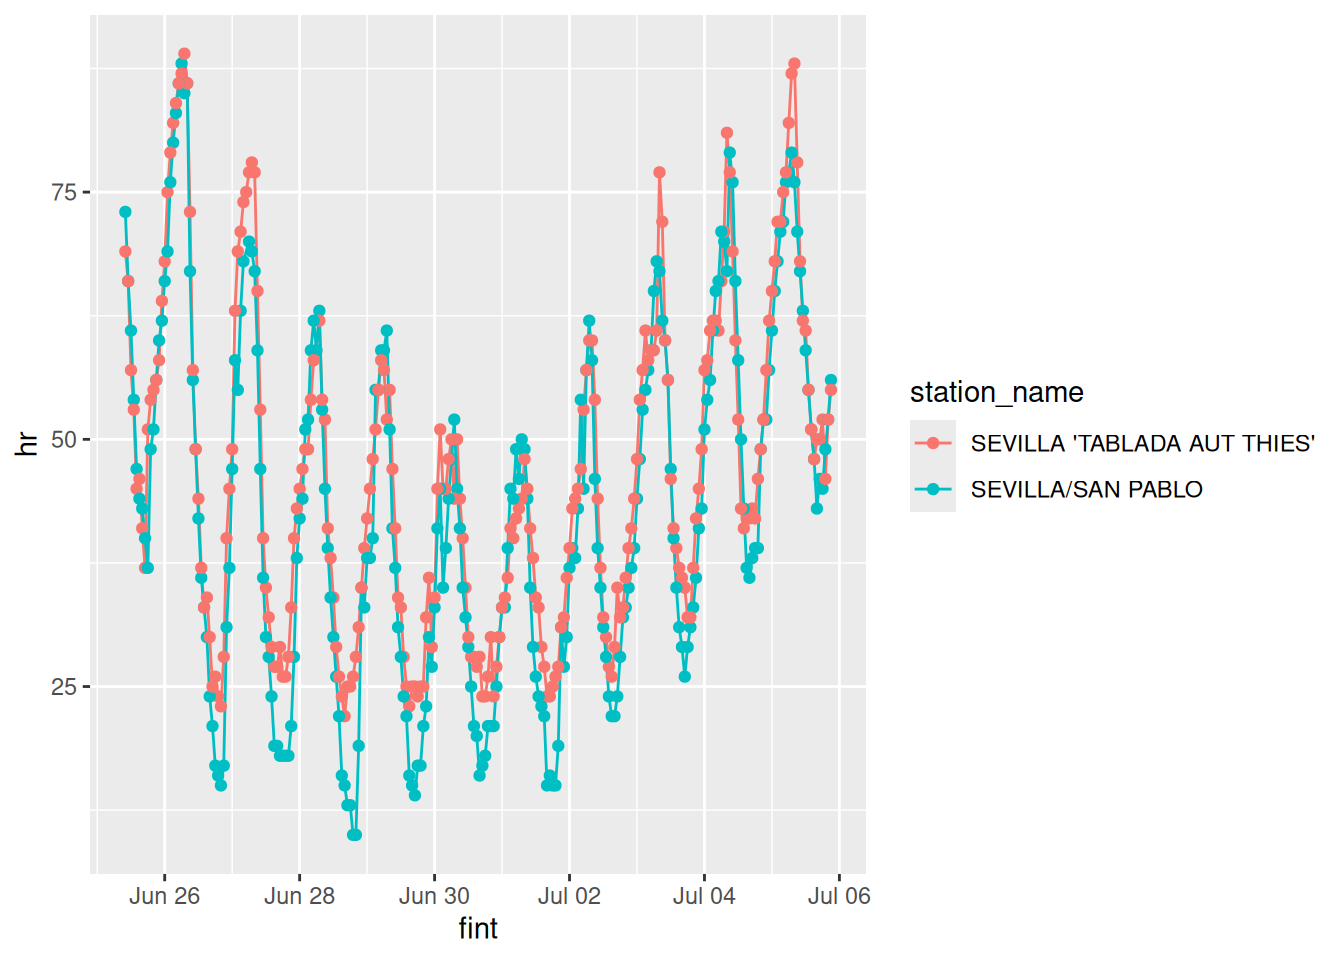 75
50
25
hr
Jun 26
Jun 28
Jun 30
Jul 02
Jul 04
Jul 06
fint
station_name
SEVILLA 'TABLADA AUT THIES'
SEVILLA/SAN PABLO